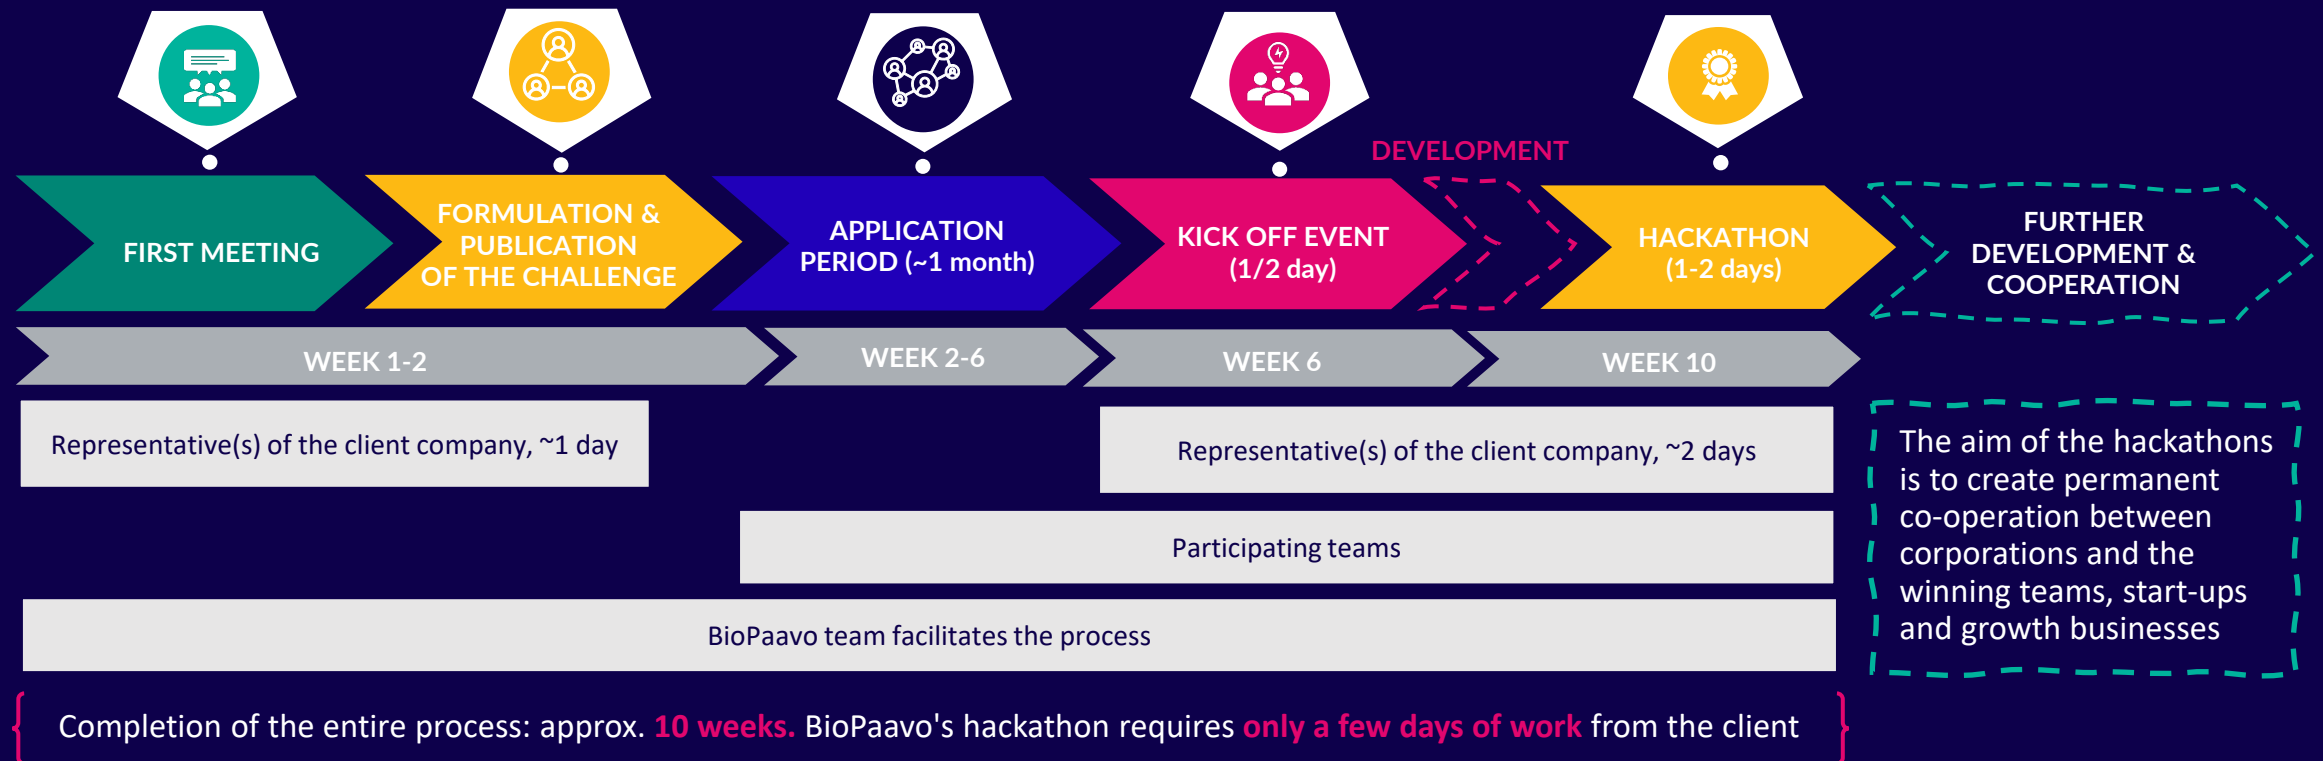 DEVELOPMENT
FIRST MEETING
FORMULATION &
PUBLICATION
OF THE CHALLENGE
APPLICATION
PERIOD (~1 month)
KICK OFF EVENT
(1/2 day)
HACKATHON
(1-2 days)
FURTHER
DEVELOPMENT &
COOPERATION
WEEK 1-2
WEEK 2-6
WEEK 6
WEEK 10
Representative(s) of the client company, ~1 day
Representative(s) of the client company, ~2 days
Participating teams
BioPaavo team facilitates the process
The aim of the hackathons
is to create permanent
co-operation between
corporations and the
winning teams, start-ups
and growth businesses
Completion of the entire process: approx. 10 weeks. BioPaavo's hackathon requires only a few days of work from the client